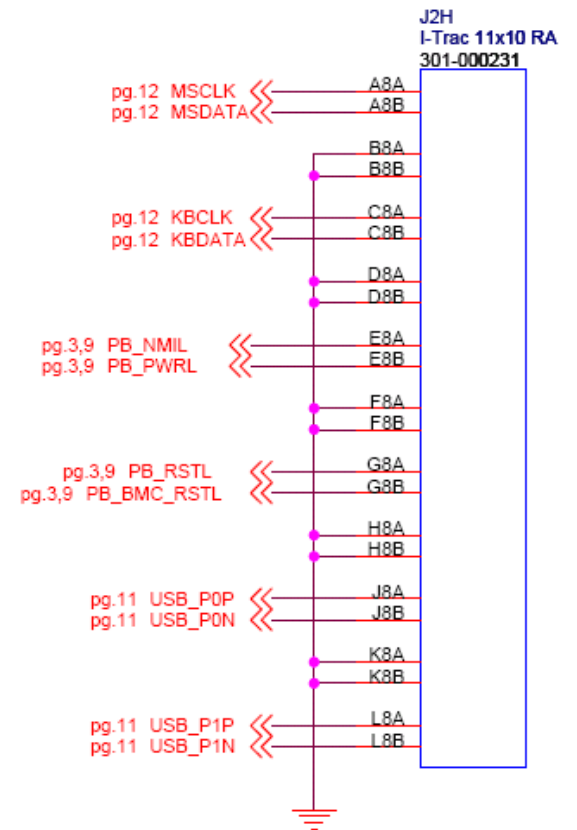 J2H
I-Trac 11x10 RA
301-000231
pg.12 MSCLK A8A
pg.12 MSDATA A8B
B8A
B8B
pg.12 KBCLK C8A
pg.12 KBDATA C8B
D8A
D8B
pg.3,9 PB_NMIL E8A
pg.3,9 PB_PWRL E8B
F8A
F8B
pg.3,9 PB_RSTL G8A
pg.3,9 PB_BMC_RSTL G8B
H8A
H8B
pg.11 USB_P0P J8A
pg.11 USB_P0N J8B
K8A
K8B
pg.11 USB_P1P L8A
pg.11 USB_P1N L8B